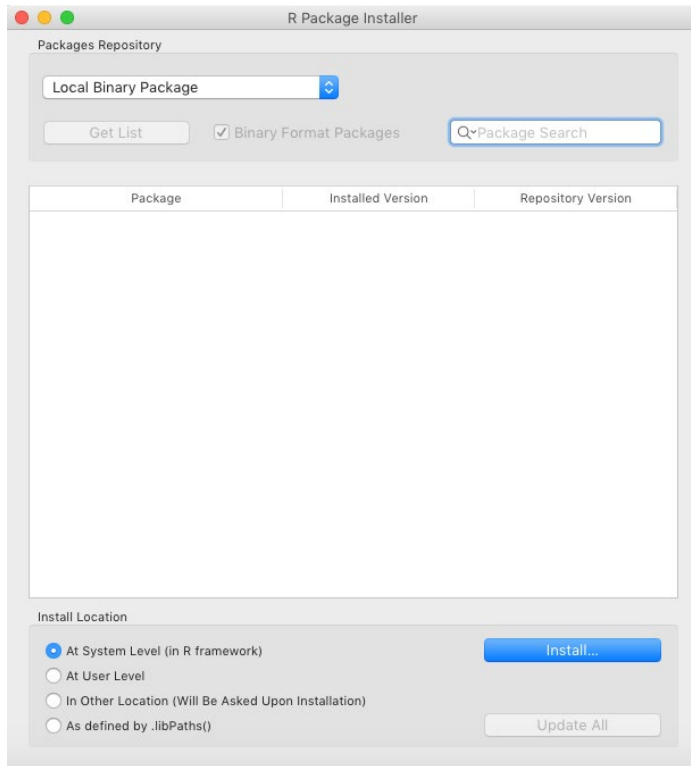 R Package Installer
Packages Repository
Local Binary Package
Get List
Binary Format Packages
Package Search
Package Installed Version Repository Version
Install Location
At System Level (in R framework)
Install...
At User Level
In Other Location (Will Be Asked Upon Installation)
As defined by .libPaths()
Update All